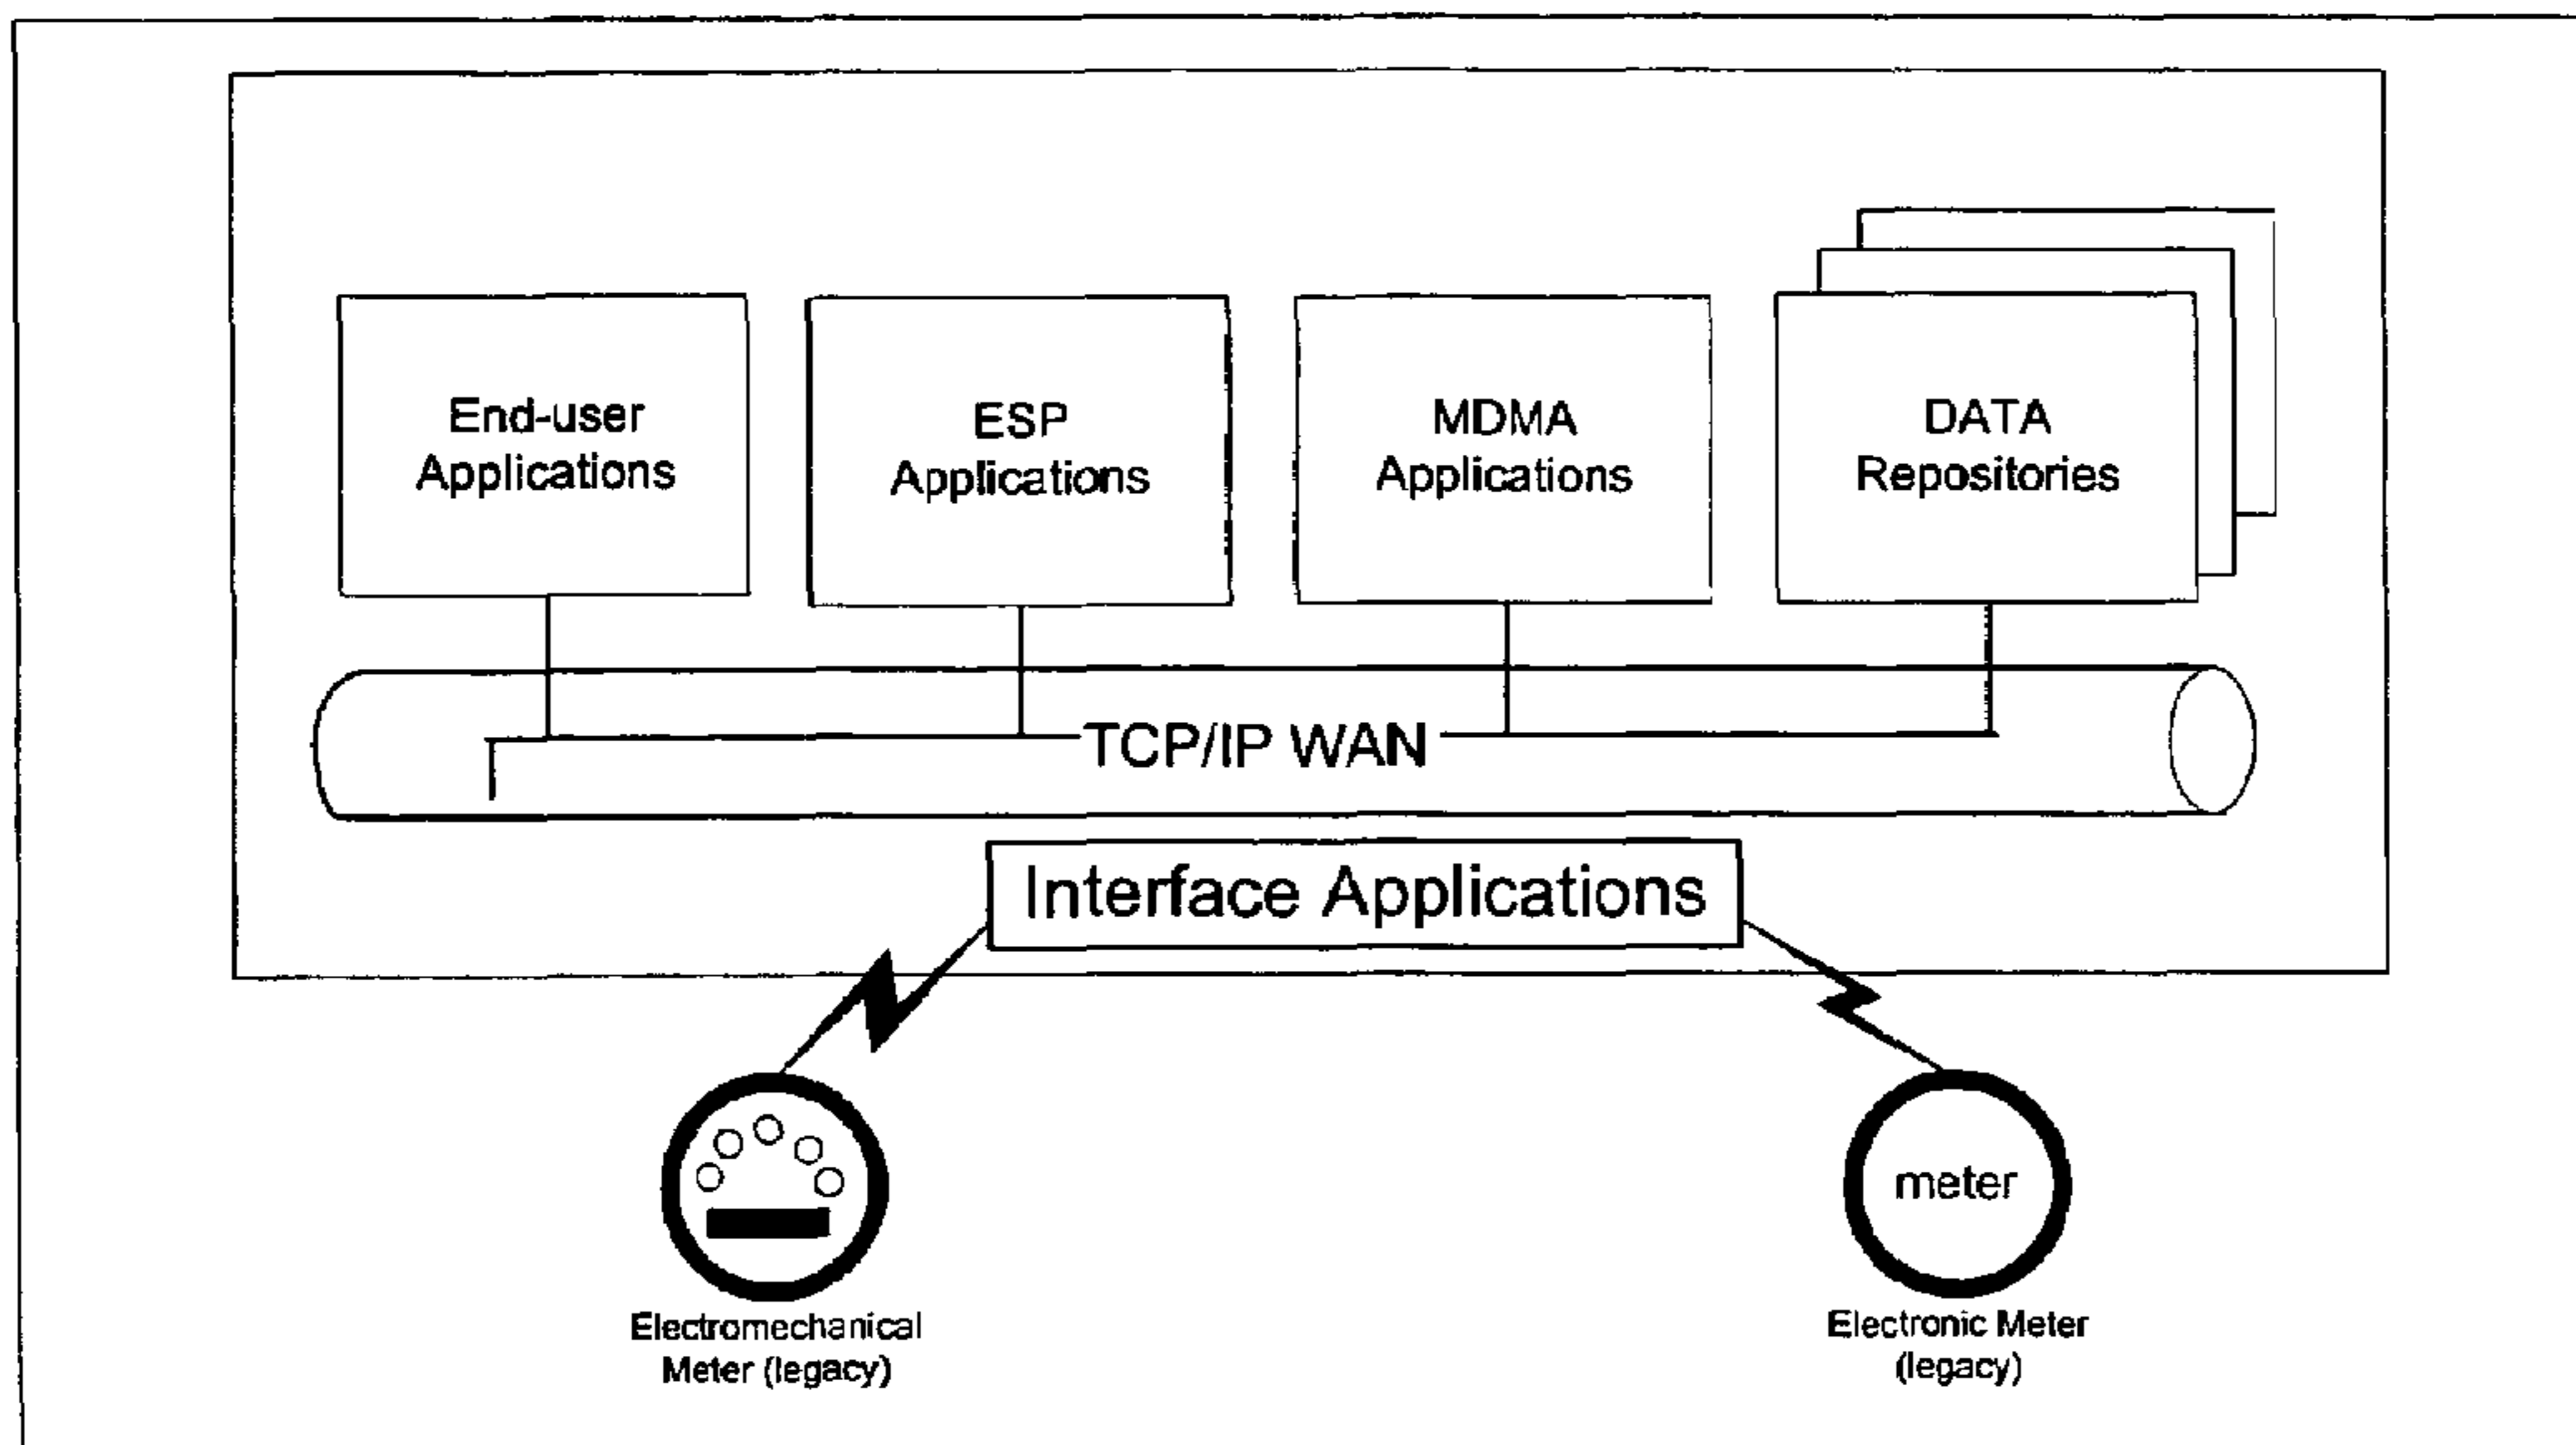 End-user
Applications
ESP
Applications
MDMA
Applications
DATA
Repositories
TCP/IP WAN
Interface Applications
meter
Electromechanical
Meter (legacy)
Electronic Meter
(legacy)